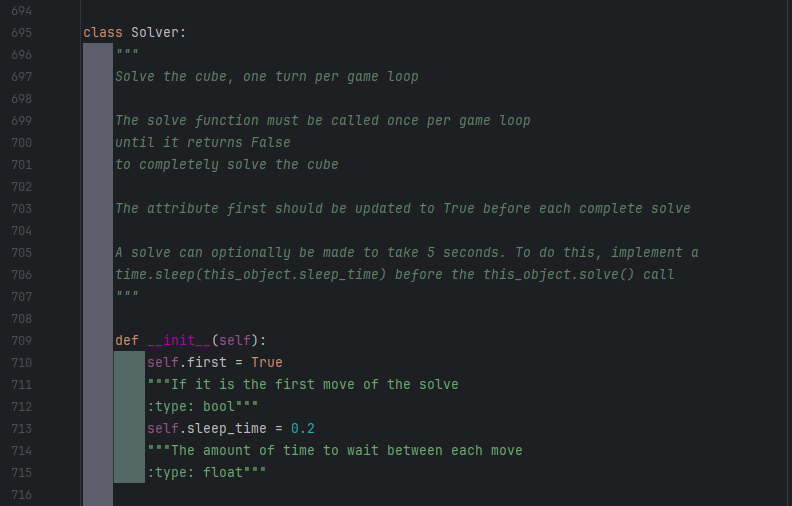 694
695 class Solver:
696 """
697 Solve the cube, one turn per game loop
698
699 The solve function must be called once per game loop
700 until it returns False
701 to completely solve the cube
702
703 The attribute first should be updated to True before each complete solve
704
705 A solve can optionally be made to take 5 seconds. To do this, implement a
706 time.sleep(this_object.sleep_time) before the this_object.solve() call
707 """
708
709 def __init__(self):
710 self.first = True
711 """If it is the first move of the solve
712 :type: bool"""
713 self.sleep_time = 0.2
714 """The amount of time to wait between each move
715 :type: float"""
716